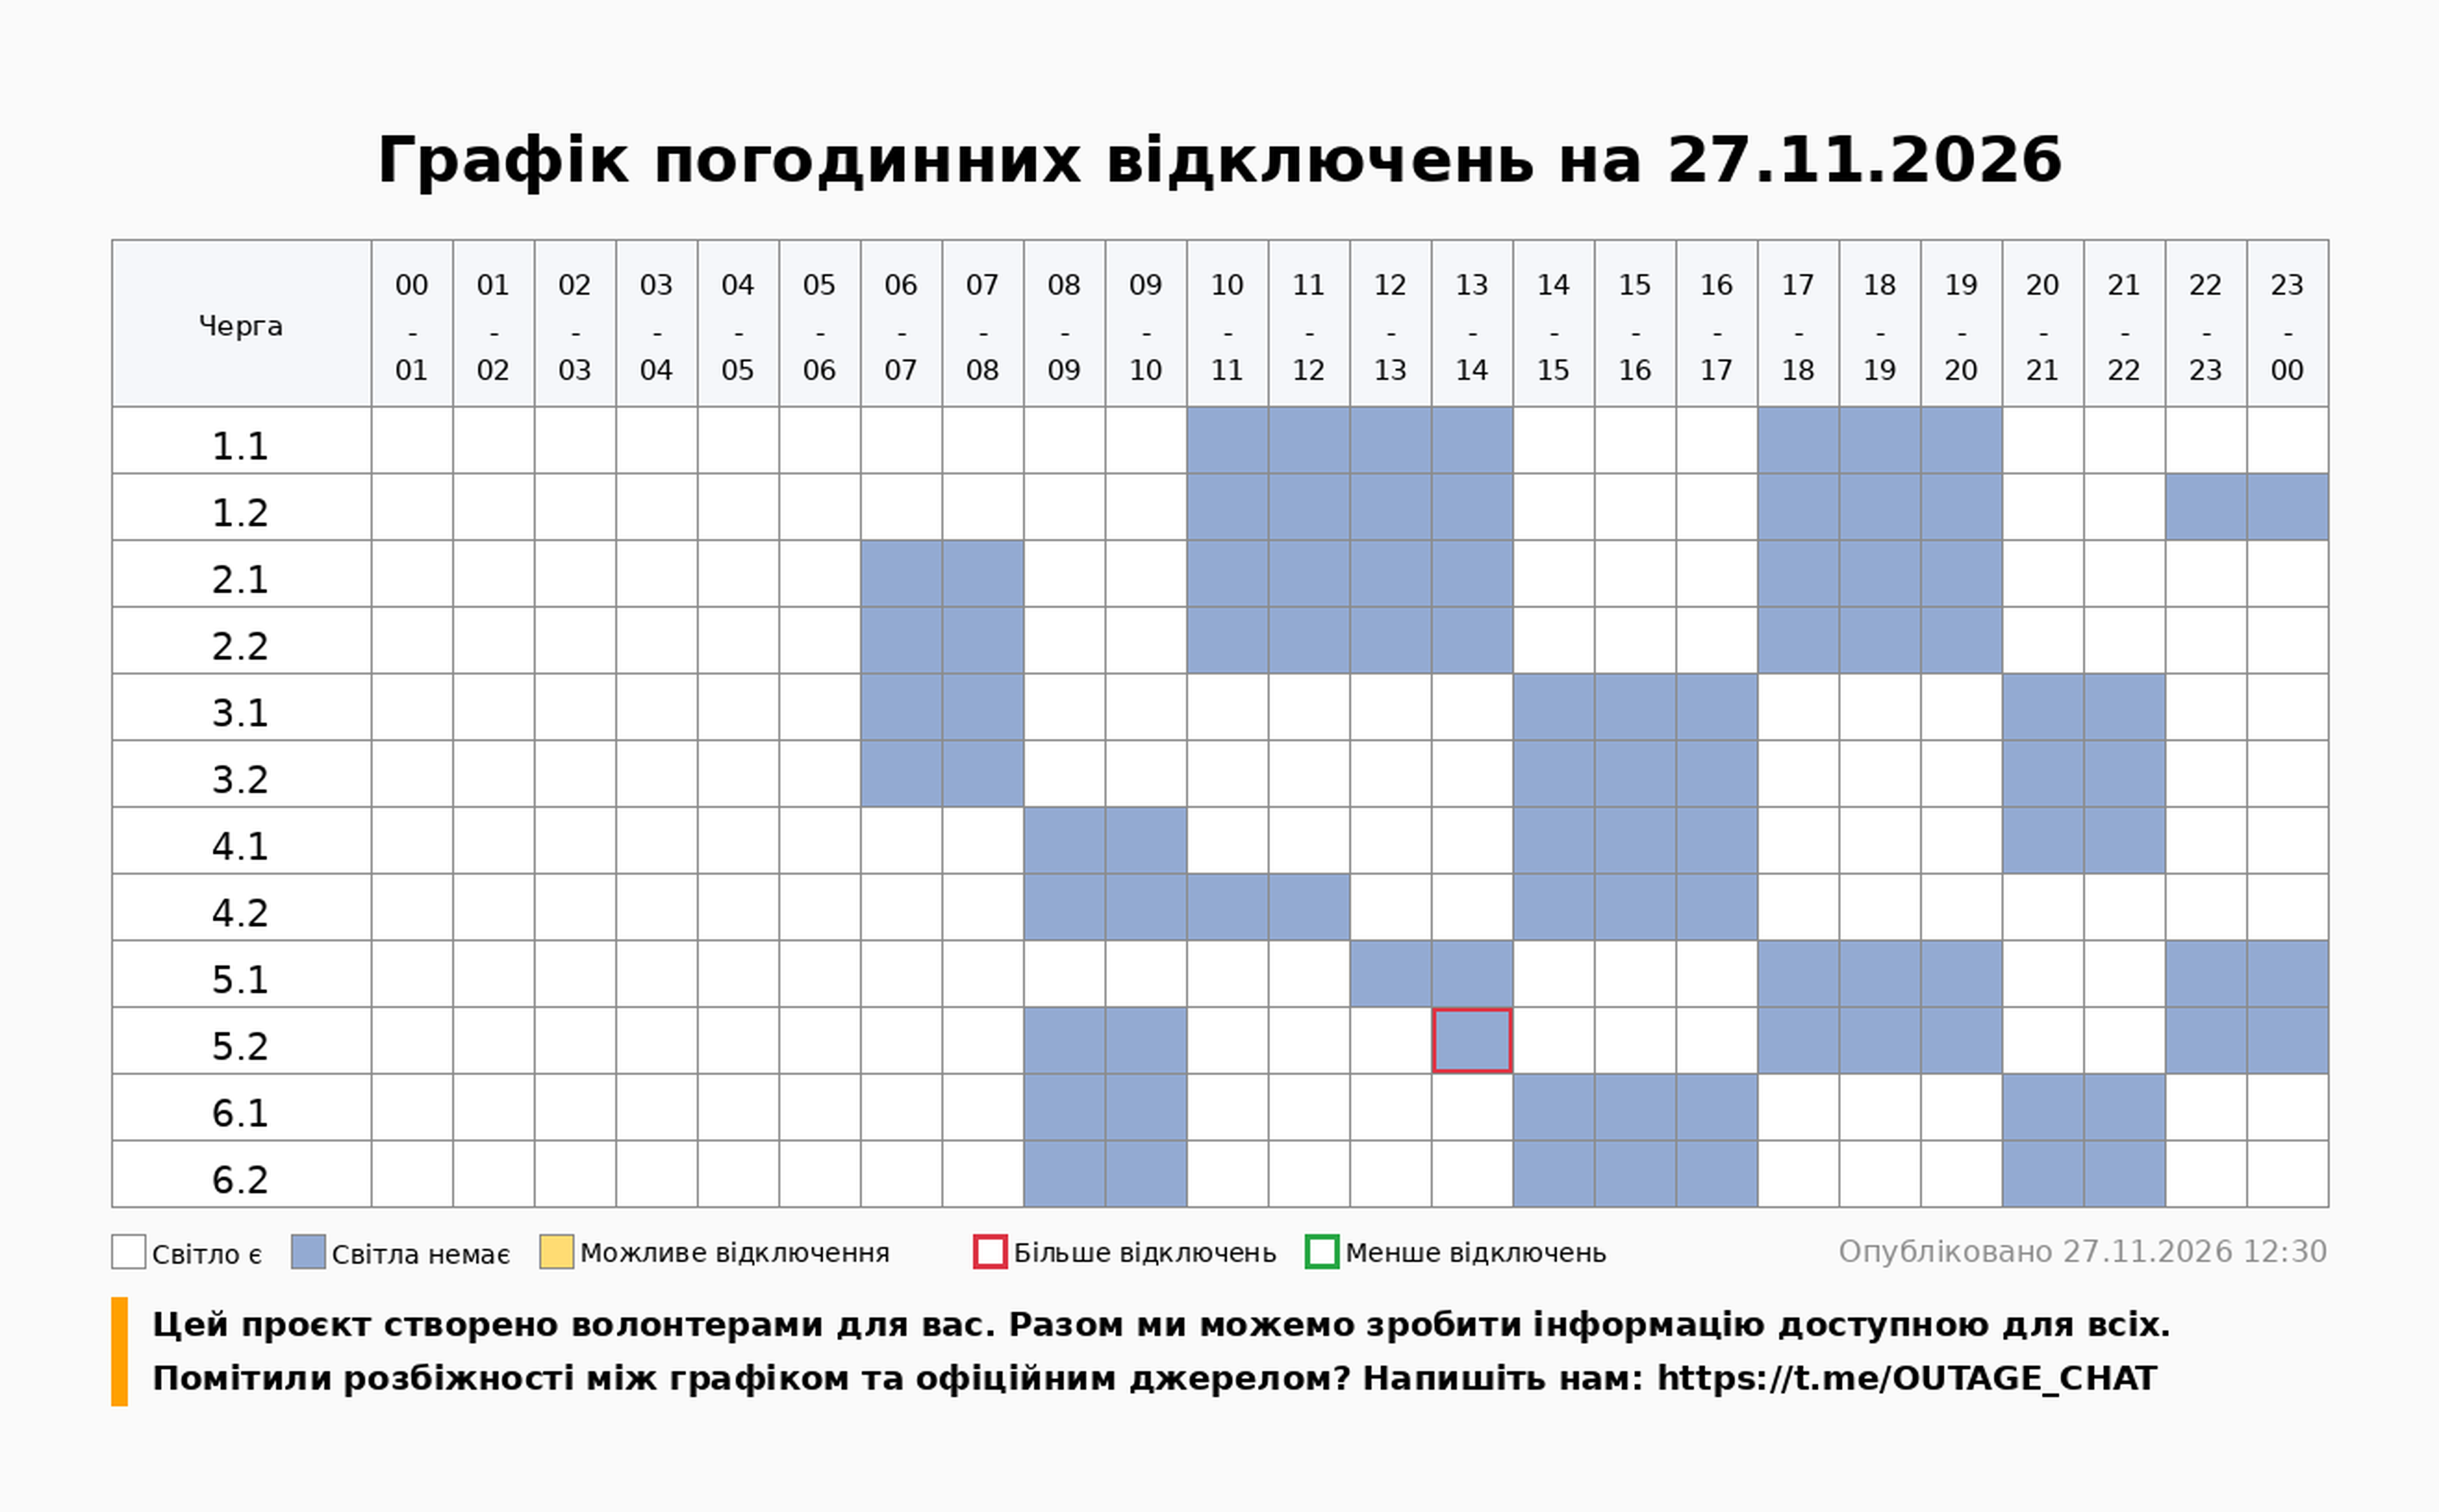 Графік погодинних відключень на 27.11.2026
Черга 00 - 01 01 - 02 02 - 03 03 - 04 04 - 05 05 - 06 06 - 07 07 - 08 08 - 09 09 - 10 10 - 11 11 - 12 12 - 13 13 - 14 14 - 15 15 - 16 16 - 17 17 - 18 18 - 19 19 - 20 20 - 21 21 - 22 22 - 23 23 - 00
1.1
1.2
2.1
2.2
3.1
3.2
4.1
4.2
5.1
5.2
6.1
6.2
Світло є Світла немає Можливе відключення Більше відключень Менше відключень Опубліковано 27.11.2026 12:30
Цей проєкт створено волонтерами для вас. Разом ми можемо зробити інформацію доступною для всіх.
Помітили розбіжності між графіком та офіційним джерелом? Напишіть нам: https://t.me/OUTAGE_CHAT